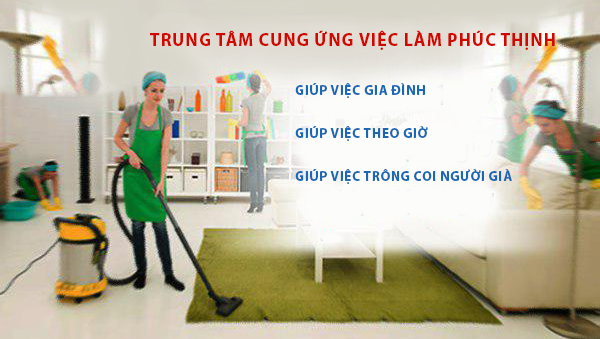 TRUNG TÂM CUNG ỨNG VIỆC LÀM PHÚC THỊNH
GIÚP VIỆC GIA ĐÌNH
GIÚP VIỆC THEO GIỜ
GIÚP VIỆC TRÔNG COI NGƯỜI GIÀ